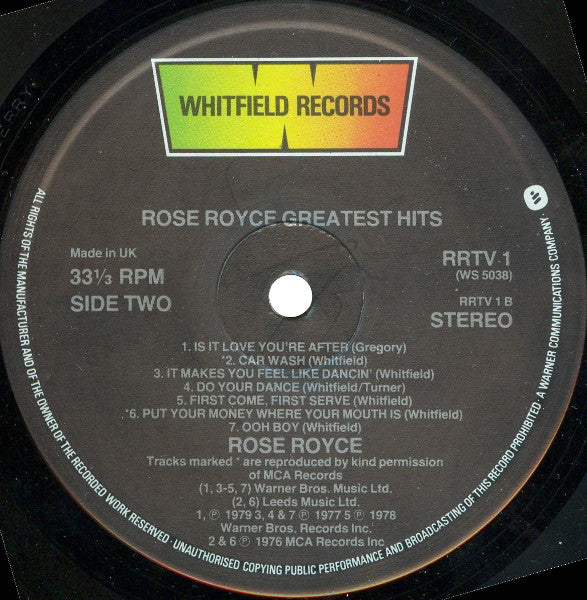 WHITFIELD RECORDS
ROSE ROYCE GREATEST HITS
Made in UK
33⅓ RPM
SIDE TWO
RRTV 1
(WS 5038)
RRTV 1 B
STEREO
1. IS IT LOVE YOU'RE AFTER (Gregory)
*2. CAR WASH (Whitfield)
3. IT MAKES YOU FEEL LIKE DANCIN' (Whitfield)
4. DO YOUR DANCE (Whitfield/Turner)
5. FIRST COME, FIRST SERVE (Whitfield)
*6. PUT YOUR MONEY WHERE YOUR MOUTH IS (Whitfield)
7. OOH BOY (Whitfield)
ROSE ROYCE
Tracks marked * are reproduced by kind permission
of MCA Records
(1, 3-5, 7) Warner Bros. Music Ltd.
(2, 6) Leeds Music Ltd.
1, ℗ 1979 3, 4 & 7 ℗ 1977 5 ℗ 1978
Warner Bros. Records Inc.
2 & 6 ℗ 1976 MCA Records Inc
ALL RIGHTS OF THE MANUFACTURER AND OF THE OWNER OF THE RECORDED WORK RESERVED · UNAUTHORISED COPYING PUBLIC PERFORMANCE AND BROADCASTING OF THIS RECORD PROHIBITED · A WARNER COMMUNICATIONS COMPANY ·